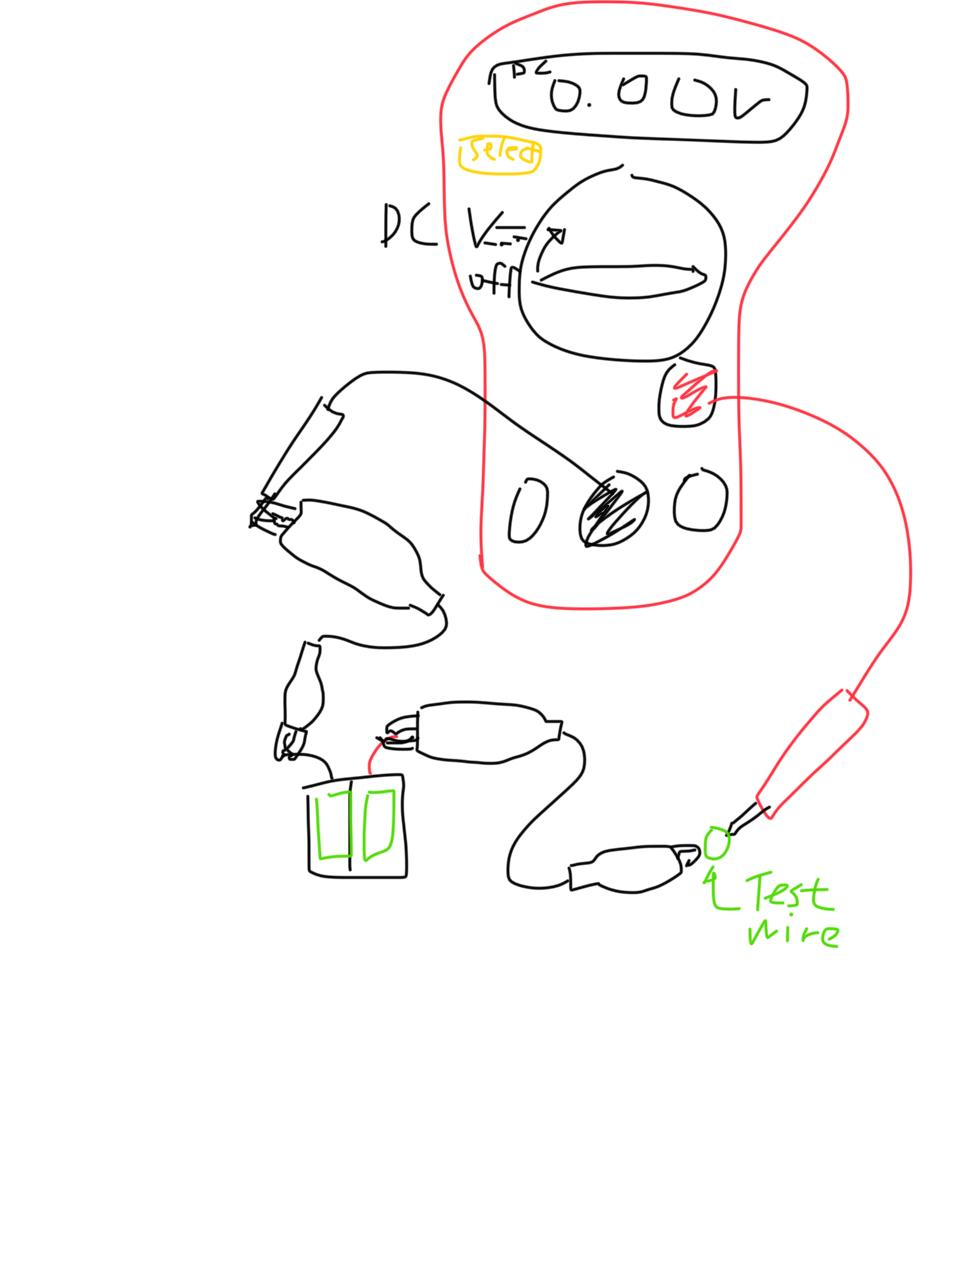 DC
0.00V
Select
DC V
off
Test
wire